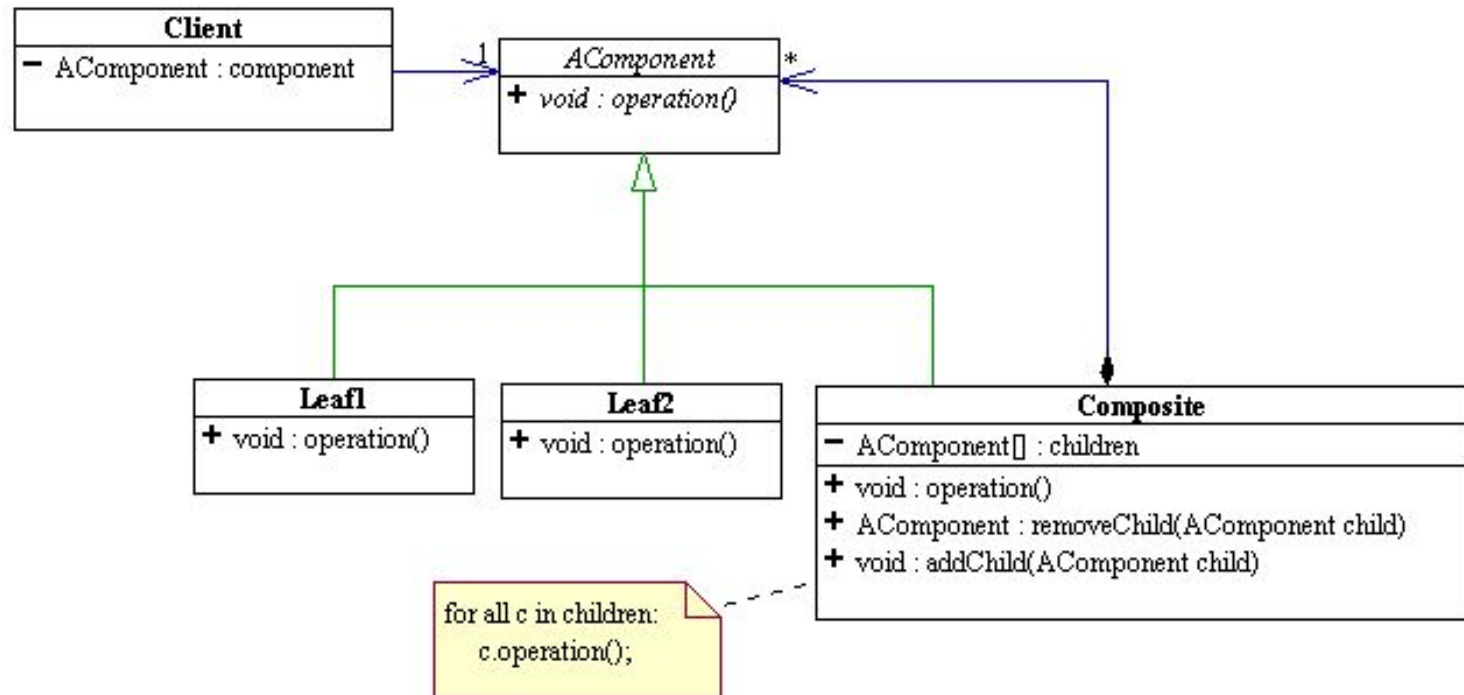 Client
− AComponent : component
1
AComponent
*
+ void : operation()
Leaf1
+ void : operation()
Leaf2
+ void : operation()
Composite
− AComponent[] : children
+ void : operation()
+ AComponent : removeChild(AComponent child)
+ void : addChild(AComponent child)
for all c in children:
c.operation();